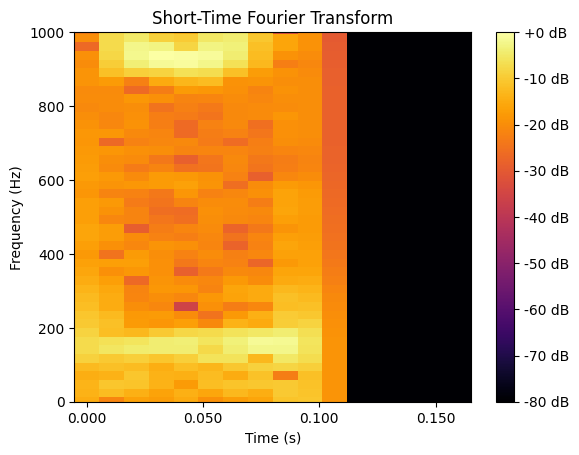 Short-Time Fourier Transform
1000
800
600
400
200
0
Frequency (Hz)
0.000
0.050
0.100
0.150
Time (s)
+0 dB
-10 dB
-20 dB
-30 dB
-40 dB
-50 dB
-60 dB
-70 dB
-80 dB